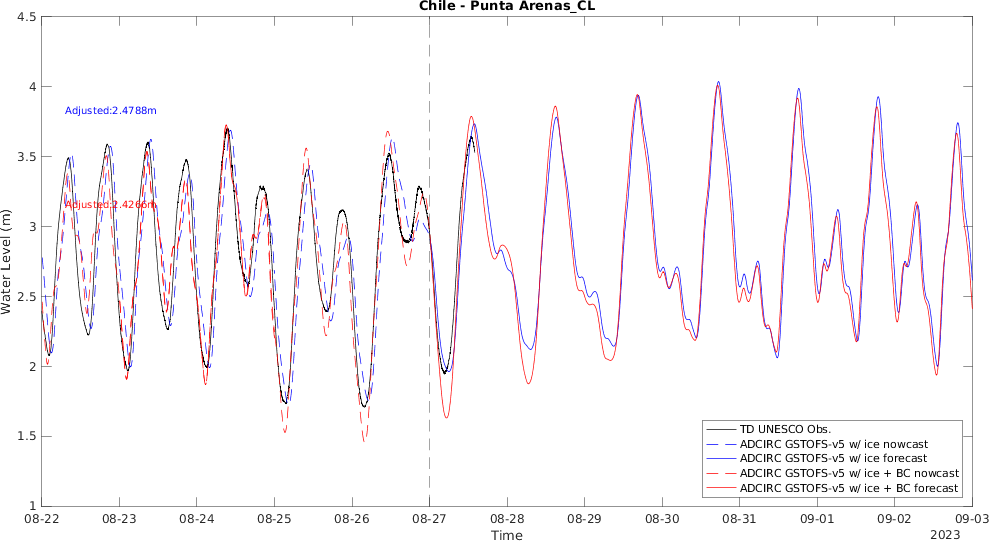 Chile - Punta Arenas_CL
4.5
4
3.5
3
2.5
2
1.5
1
Water Level (m)
Adjusted:2.4788m
Adjusted:2.4266m
TD UNESCO Obs.
ADCIRC GSTOFS-v5 w/ ice nowcast
ADCIRC GSTOFS-v5 w/ ice forecast
ADCIRC GSTOFS-v5 w/ ice + BC nowcast
ADCIRC GSTOFS-v5 w/ ice + BC forecast
08-22 08-23 08-24 08-25 08-26 08-27 08-28 08-29 08-30 08-31 09-01 09-02 09-03
Time
2023